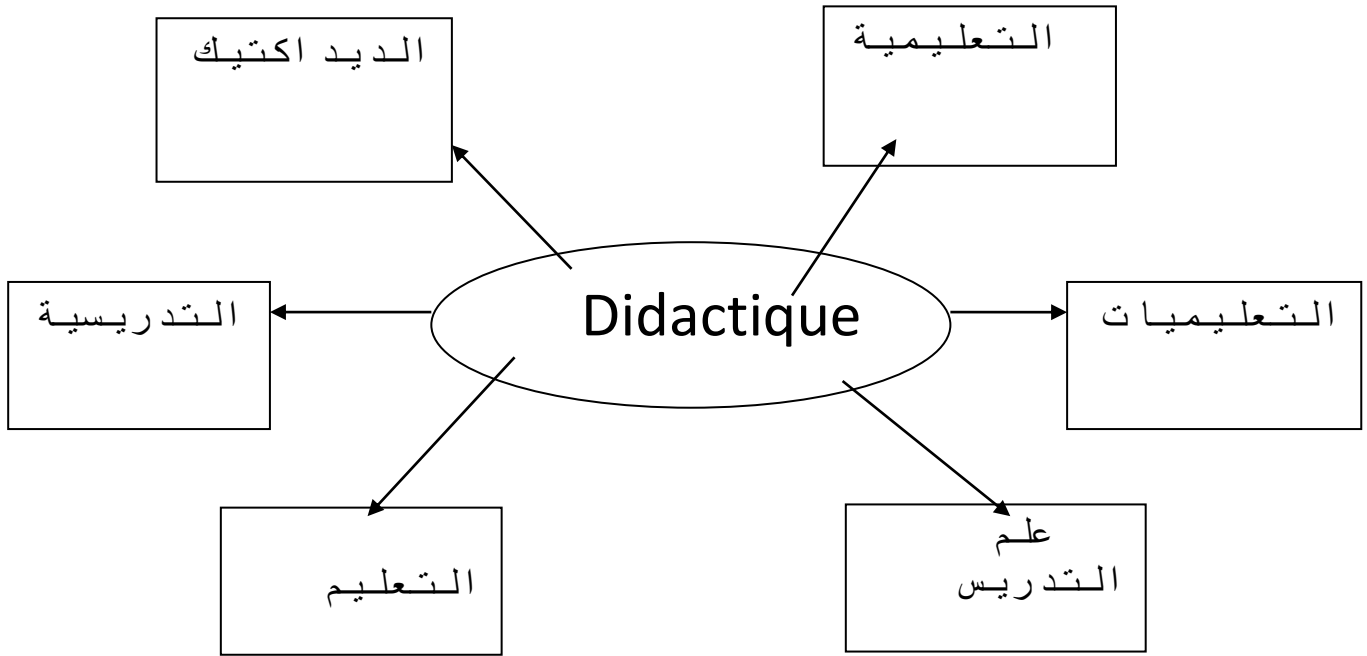 التعليمية
الديداكتيك
Didactique
التعليميات
التدريسية
علم
التدريس
التعليم